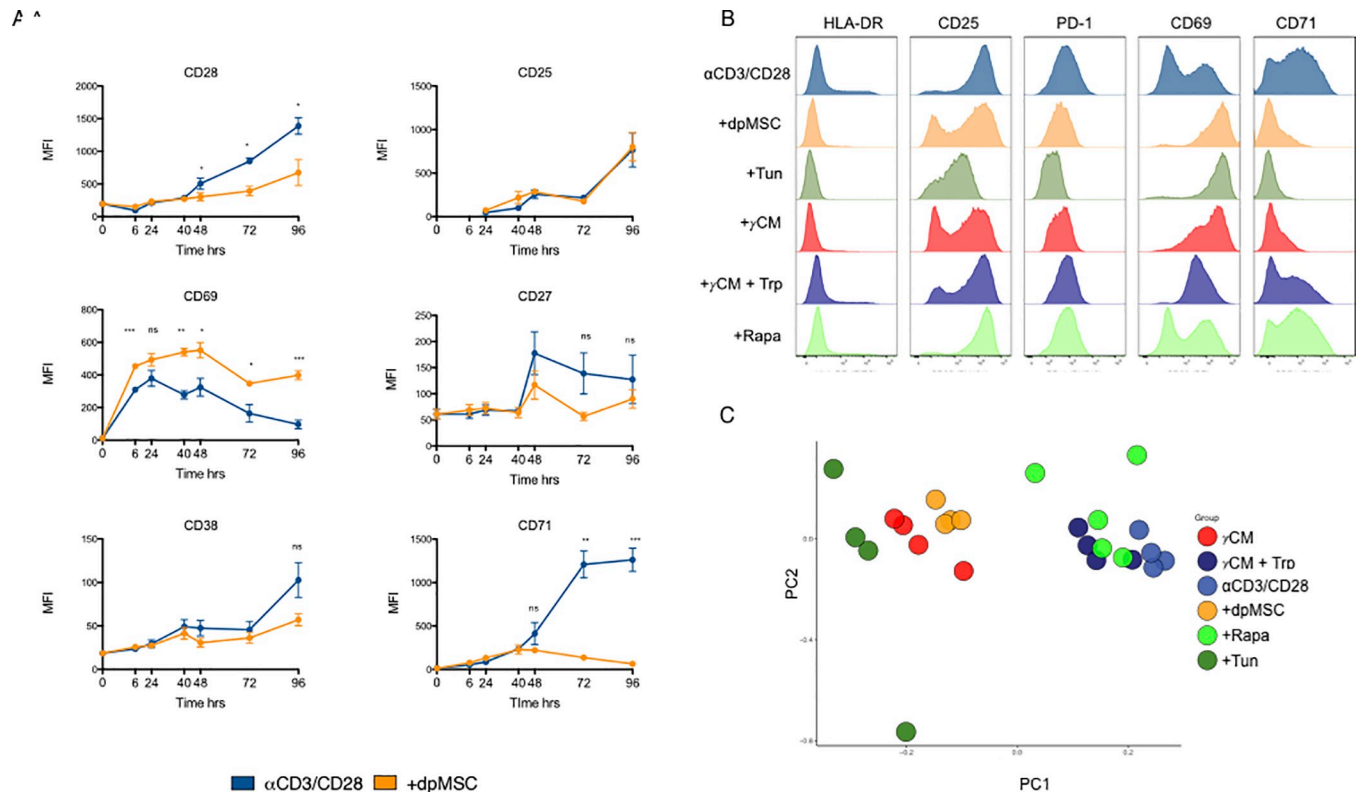 A
CD28
2000
1500
1000
500
0
MFI
* * *
0 6 24 40 48 72 96
Time hrs
CD25
1500
1000
500
0
MFI
0 6 24 40 48 72 96
Time hrs
CD69
800
600
400
200
0
MFI
*** ns ** * * ***
0 6 24 40 48 72 96
Time hrs
CD27
250
200
150
100
50
0
MFI
ns ns
0 6 24 40 48 72 96
Time hrs
CD38
150
100
50
0
MFI
ns
0 6 24 40 48 72 96
Time hrs
CD71
1500
1000
500
0
MFI
ns ** ***
0 6 24 40 48 72 96
TIme hrs
αCD3/CD28 +dpMSC
B
HLA-DR CD25 PD-1 CD69 CD71
αCD3/CD28
+dpMSC
+Tun
+γCM
+γCM + Trp
+Rapa
C
PC2
0.0
-0.4
-0.8
-0.2 0.0 0.2
PC1
Group
γCM
γCM + Trp
αCD3/CD28
+dpMSC
+Rapa
+Tun